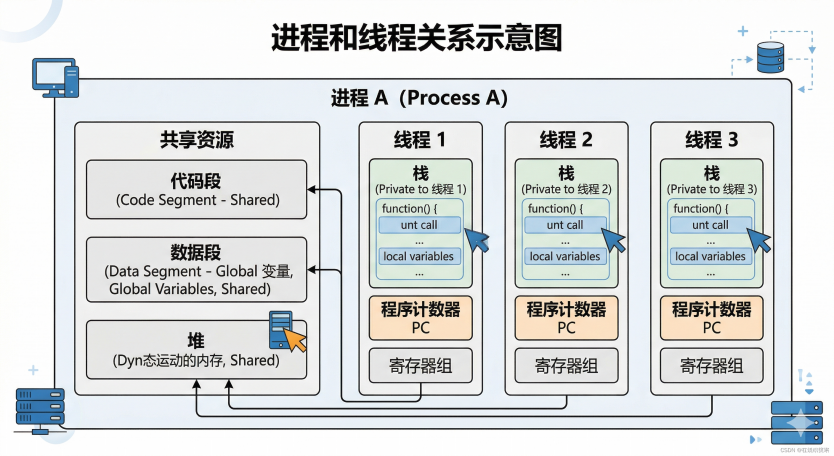 进程和线程关系示意图
进程 A（Process A）
共享资源
代码段
(Code Segment - Shared)
数据段
(Data Segment - Global 变量,
Global Variables, Shared)
堆
(Dyn态运动的内存, Shared)
线程 1
栈
(Private to 线程 1)
function() {
unt call
...
local variables
...
程序计数器
PC
寄存器组
线程 2
栈
(Private to 线程 2)
function() {
unt call
...
local variables
...
程序计数器
PC
寄存器组
线程 3
栈
(Private to 线程 3)
function() {
unt call
...
local variables
...
程序计数器
PC
寄存器组
CSDN